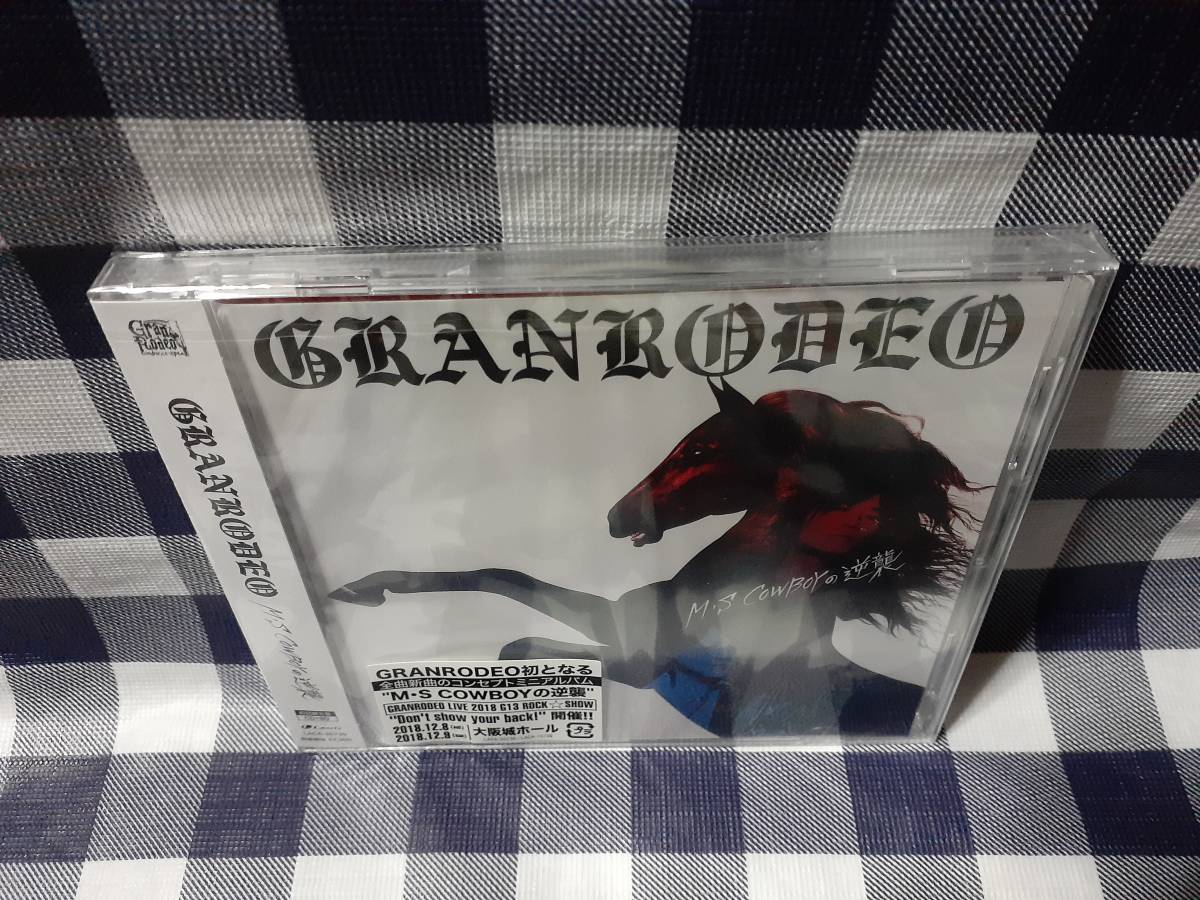 GRANRODEO
Gran
Rodeo
GRANRODEO/M・S COWBOYの逆襲
M・S COWBOYの逆襲
GRANRODEO初となる
全曲新曲のコンセプトミニアルバム
"M・S COWBOYの逆襲"
GRANRODEO LIVE 2018 G13 ROCK☆SHOW
"Don't show your back!" 開催!!
2018.12.8
2018.12.9
大阪城ホール